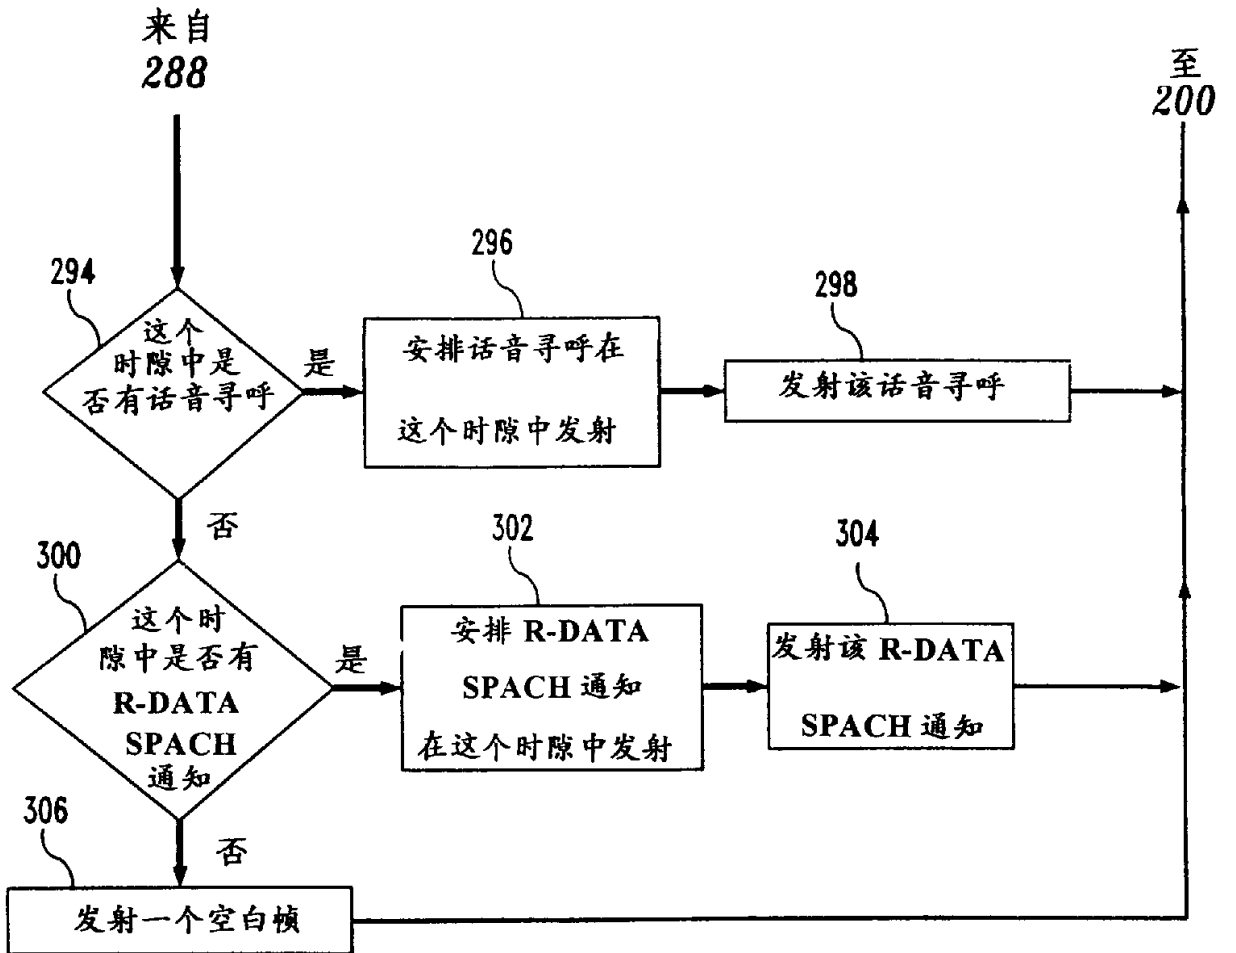 来自
288
至
200
294
这个
时隙中是
否有话音寻呼
是
296
安排话音寻呼在
这个时隙中发射
298
发射该话音寻呼
否
300
这个时
隙中是否有
R-DATA
SPACH
通知
是
302
安排 R-DATA
SPACH 通知
在这个时隙中发射
304
发射该 R-DATA
SPACH 通知
否
306
发射一个空白帧